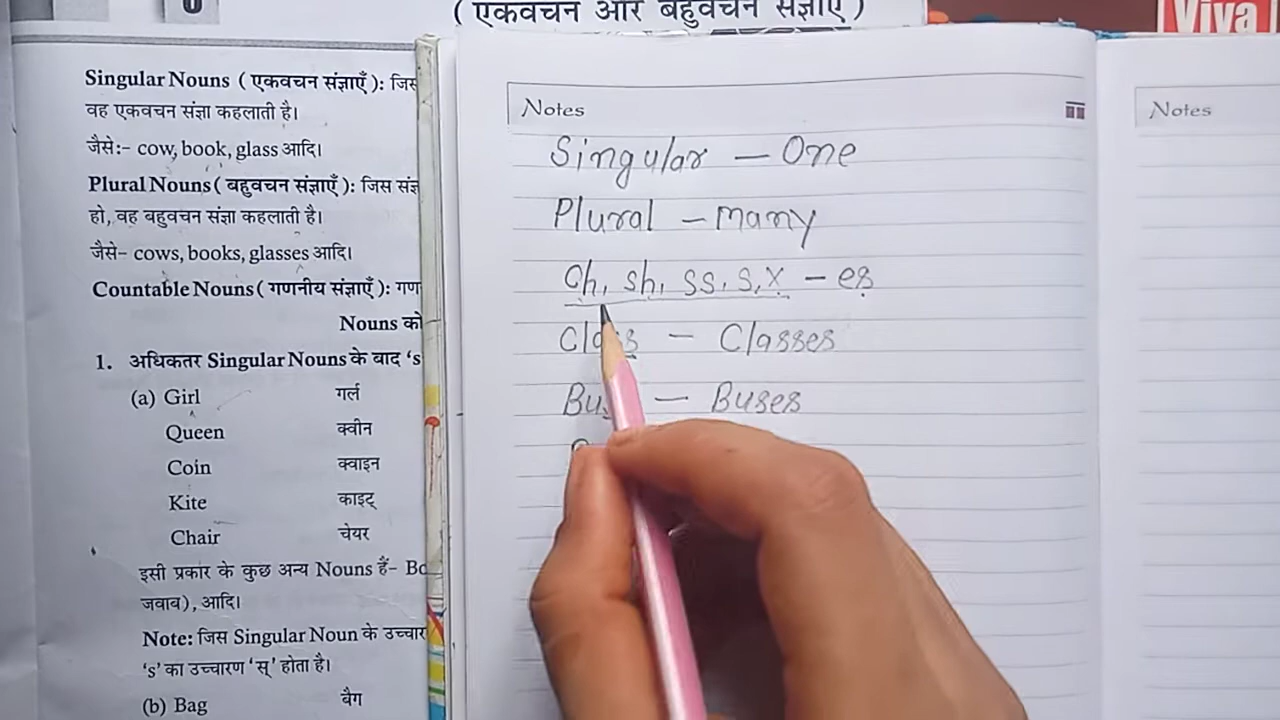 ( एकवचन और बहुवचन संज्ञाएँ )
Viva
Singular Nouns ( एकवचन संज्ञाएँ ): जिस
वह एकवचन संज्ञा कहलाती है।
जैसे:- cow, book, glass आदि।
Plural Nouns ( बहुवचन संज्ञाएँ ): जिस
हो, वह बहुवचन संज्ञा कहलाती है।
जैसे- cows, books, glasses आदि।
Countable Nouns ( गणनीय संज्ञाएँ ):
Nouns को
1. अधिकतर Singular Nouns के बाद 's
(a) Girl गर्ल
Queen क्वीन
Coin क्वाइन
Kite काइट्
Chair चेयर
इसी प्रकार के कुछ अन्य Nouns हैं-
जवाब), आदि।
Note: जिस Singular Noun के
's' का उच्चारण 'स्' होता है।
(b) Bag बैग
Notes
Singular – One
Plural – Many
Ch, sh, ss, s, x – es
Class – Classes
Bus – Buses
Notes